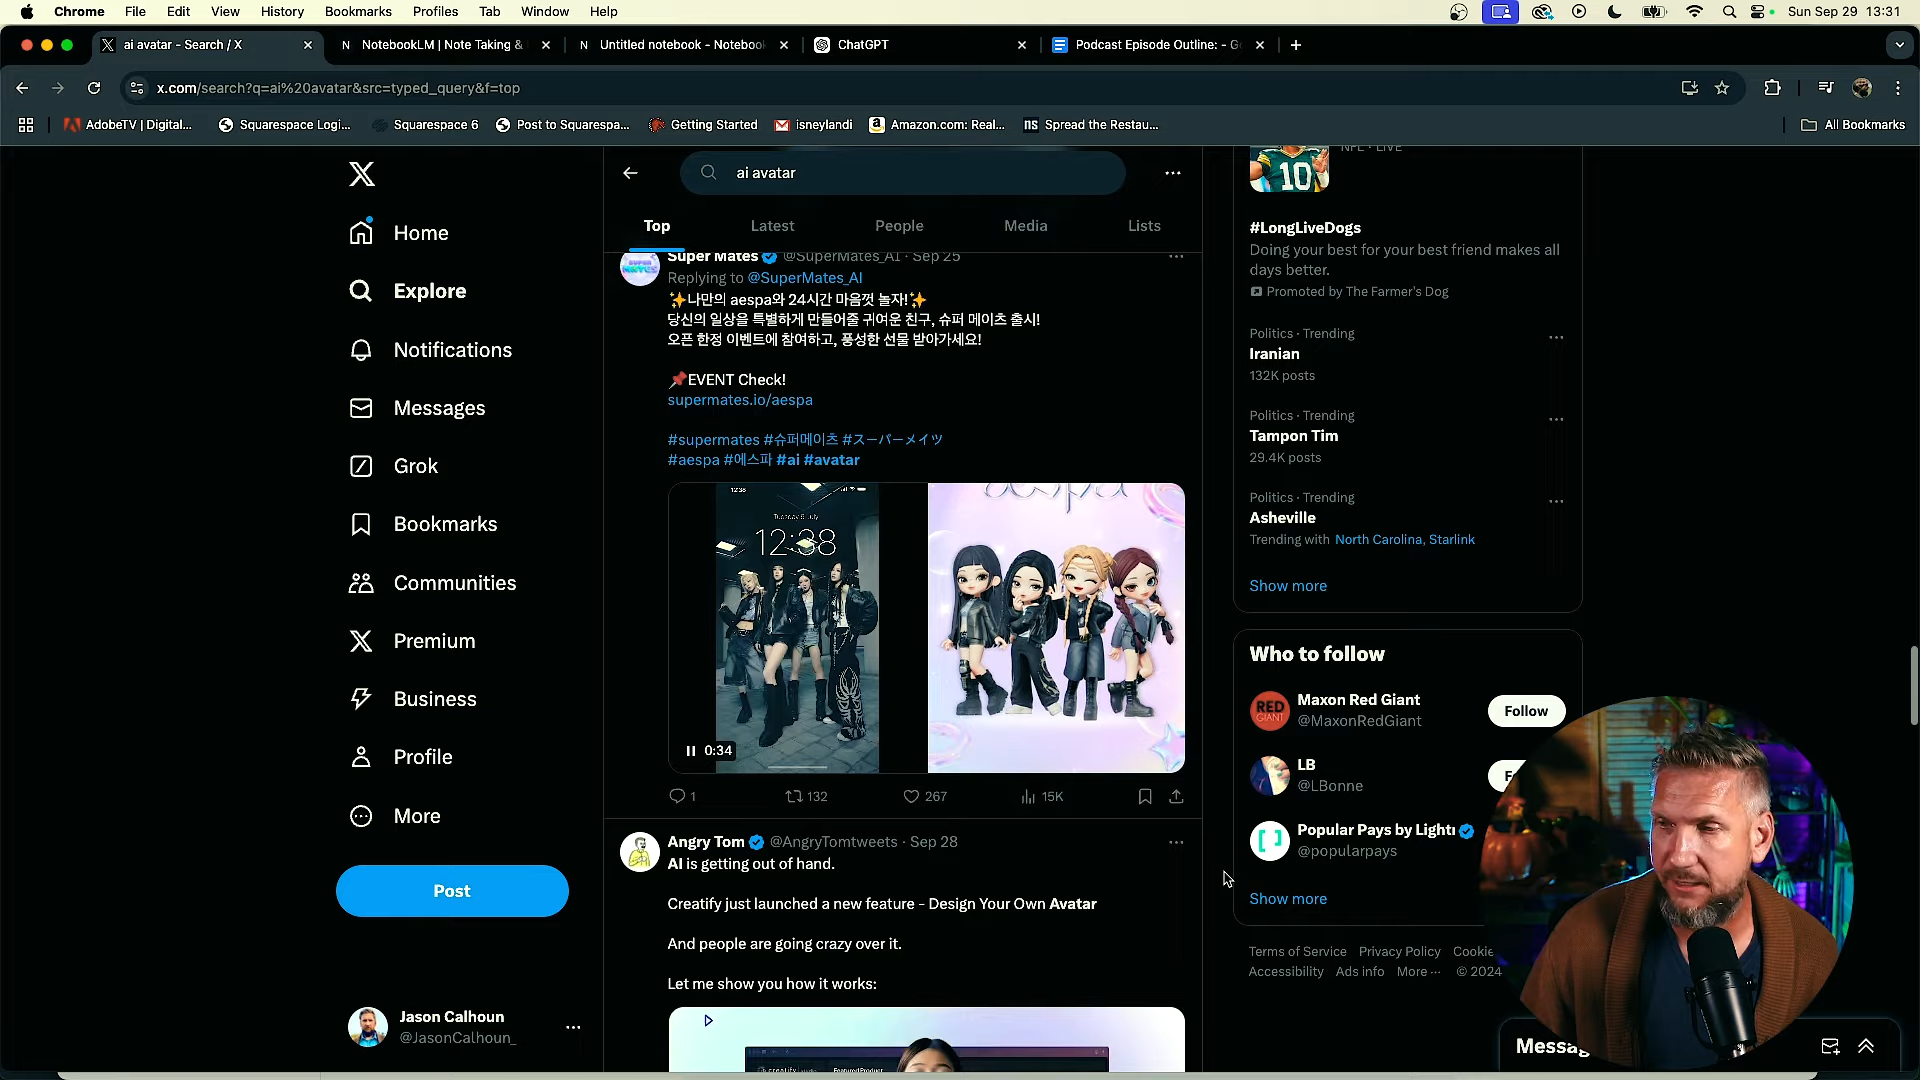 Chrome File Edit View History Bookmarks Profiles Tab Window Help
Sun Sep 29 13:31
ai avatar - Search / X
NotebookLM | Note Taking &
Untitled notebook - Notebook
ChatGPT
Podcast Episode Outline: - G
x.com/search?q=ai%20avatar&src=typed_query&f=top
AdobeTV | Digital...
Squarespace Logi...
Squarespace 6
Post to Squarespa...
Getting Started
isneylandi
Amazon.com: Real...
Spread the Restau...
All Bookmarks
Home
Explore
Notifications
Messages
Grok
Bookmarks
Communities
Premium
Business
Profile
More
Post
Jason Calhoun
@JasonCalhoun_
ai avatar
Top Latest People Media Lists
Super Mates @SuperMates_AI · Sep 25
Replying to @SuperMates_AI
✨나만의 aespa와 24시간 마음껏 놀자!✨
당신의 일상을 특별하게 만들어줄 귀여운 친구, 슈퍼 메이츠 출시!
오픈 한정 이벤트에 참여하고, 풍성한 선물 받아가세요!
📌EVENT Check!
supermates.io/aespa
#supermates #슈퍼메이츠 #スーパーメイツ
#aespa #에스파 #ai #avatar
12:38
Tuesday 9 July
12:38
aespa
0:34
1 132 267 15K
Angry Tom @AngryTomtweets · Sep 28
AI is getting out of hand.
Creatify just launched a new feature - Design Your Own Avatar
And people are going crazy over it.
Let me show you how it works:
Featured Product
NFL · LIVE
10
#LongLiveDogs
Doing your best for your best friend makes all
days better.
Promoted by The Farmer's Dog
Politics · Trending
Iranian
132K posts
Politics · Trending
Tampon Tim
29.4K posts
Politics · Trending
Asheville
Trending with North Carolina, Starlink
Show more
Who to follow
RED GIANT
Maxon Red Giant
@MaxonRedGiant
Follow
LB
@LBonne
Popular Pays by Lightr
@popularpays
Show more
Terms of Service Privacy Policy Cookie
Accessibility Ads info More ··· © 2024
Messag